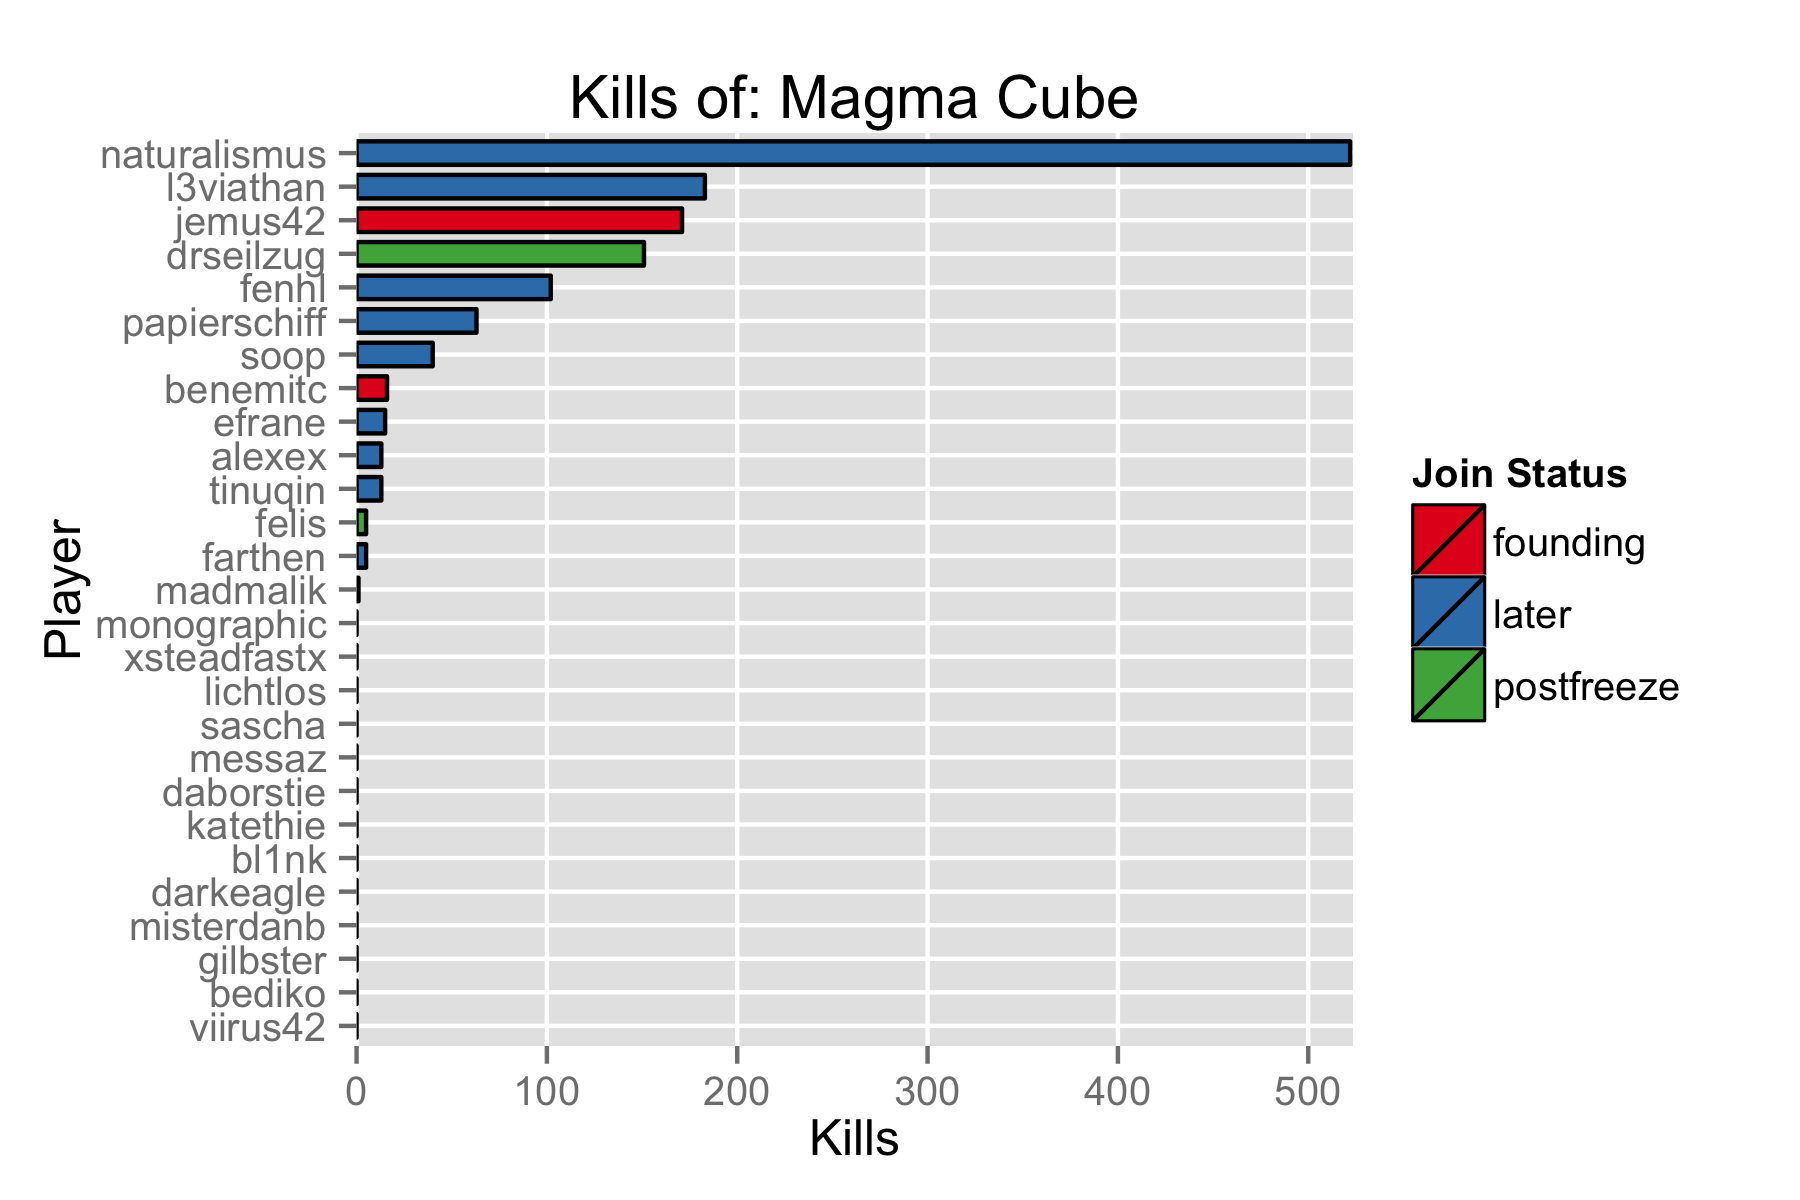 Kills of: Magma Cube
naturalismus
l3viathan
jemus42
drseilzug
fenhl
papierschiff
soop
benemitc
efrane
alexex
tinuqin
felis
farthen
madmalik
monographic
xsteadfastx
lichtlos
sascha
messaz
daborstie
katethie
bl1nk
darkeagle
misterdanb
gilbster
bediko
viirus42
Player
0 100 200 300 400 500
Kills
Join Status
founding
later
postfreeze